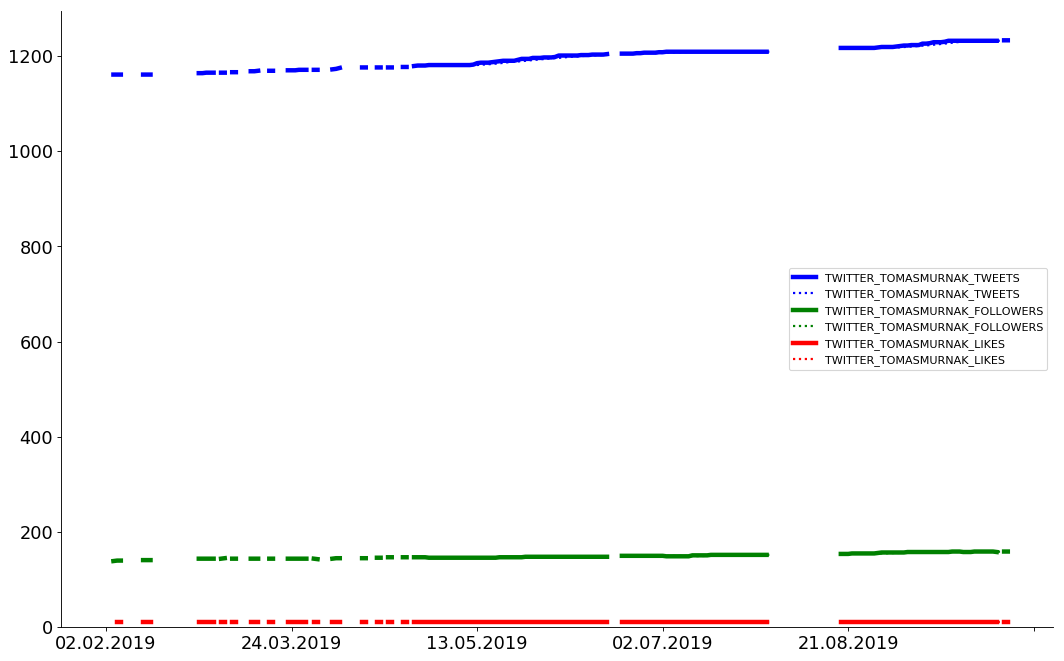 1200
1000
800
600
400
200
0
02.02.2019
24.03.2019
13.05.2019
02.07.2019
21.08.2019
TWITTER_TOMASMURNAK_TWEETS
TWITTER_TOMASMURNAK_TWEETS
TWITTER_TOMASMURNAK_FOLLOWERS
TWITTER_TOMASMURNAK_FOLLOWERS
TWITTER_TOMASMURNAK_LIKES
TWITTER_TOMASMURNAK_LIKES